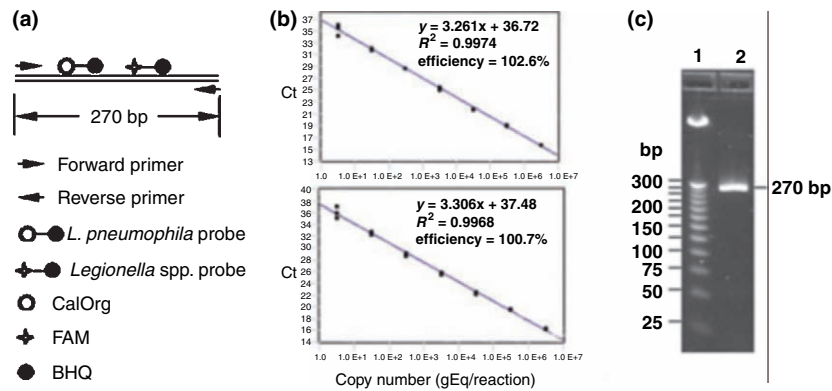 (a)
270 bp
Forward primer
Reverse primer
L. pneumophila probe
Legionella spp. probe
CalOrg
FAM
BHQ
(b)
37
35
33
31
29
27
25
23
21
19
17
15
13
Ct
y = 3.261x + 36.72
R² = 0.9974
efficiency = 102.6%
1.0 1.0 E+1 1.0 E+2 1.0 E+3 1.0 E+4 1.0 E+5 1.0 E+6 1.0 E+7
40
38
36
34
32
30
28
26
24
22
20
18
16
14
Ct
y = 3.306x + 37.48
R² = 0.9968
efficiency = 100.7%
1.0 1.0 E+1 1.0 E+2 1.0 E+3 1.0 E+4 1.0 E+5 1.0 E+6 1.0 E+7
Copy number (gEq/reaction)
(c)
1 2
bp
300
200
150
100
75
50
25
270 bp